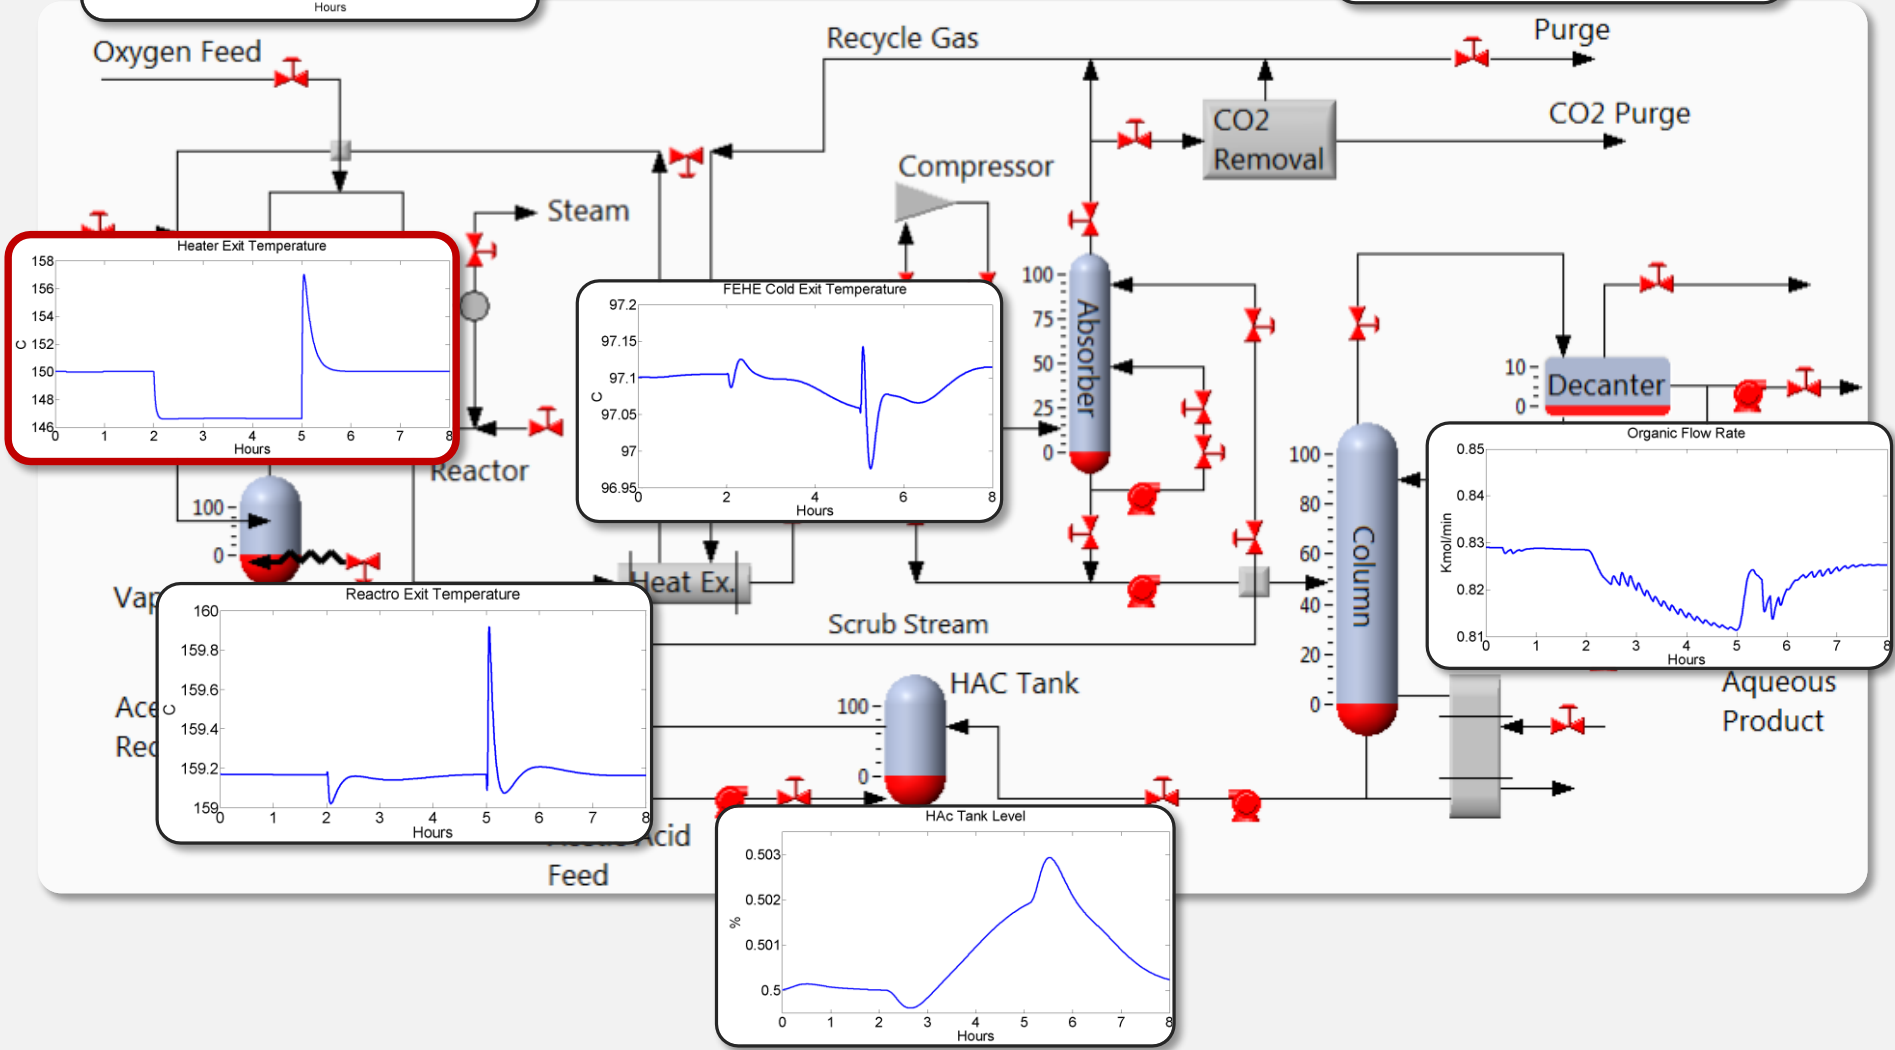 Hours
Oxygen Feed
Recycle Gas
Purge
CO2 Purge
CO2
Removal
Compressor
Steam
Heater Exit Temperature
158
156
154
152
150
148
146
C
0 1 2 3 4 5 6 7 8
Hours
FEHE Cold Exit Temperature
97.2
97.15
97.1
97.05
97
96.95
C
0 2 4 6 8
Hours
100
75
50
25
0
Absorber
10
0
Decanter
Organic Flow Rate
0.85
0.84
0.83
0.82
0.81
Kmol/min
0 1 2 3 4 5 6 7 8
Hours
Reactor
100
0
100
80
60
40
20
0
Column
Heat Ex.
Vap
Scrub Stream
Reactro Exit Temperature
160
159.8
159.6
159.4
159.2
159
C
0 1 2 3 4 5 6 7 8
Hours
Ace
Rec
HAC Tank
100
0
Aqueous
Product
Acid
Feed
HAc Tank Level
0.503
0.502
0.501
0.5
%
0 1 2 3 4 5 6 7 8
Hours